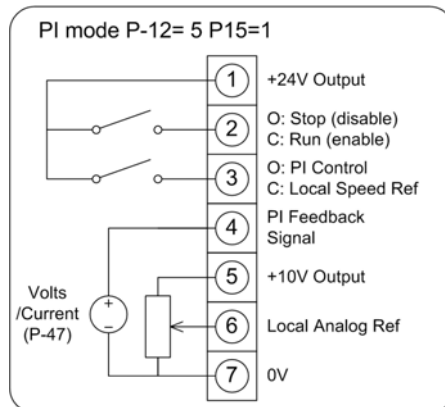 PI mode P-12= 5 P15=1
1
+24V Output
2
O: Stop (disable)
C: Run (enable)
3
O: PI Control
C: Local Speed Ref
4
PI Feedback
Signal
5
+10V Output
Volts
/Current
(P-47)
+
−
6
Local Analog Ref
7
0V